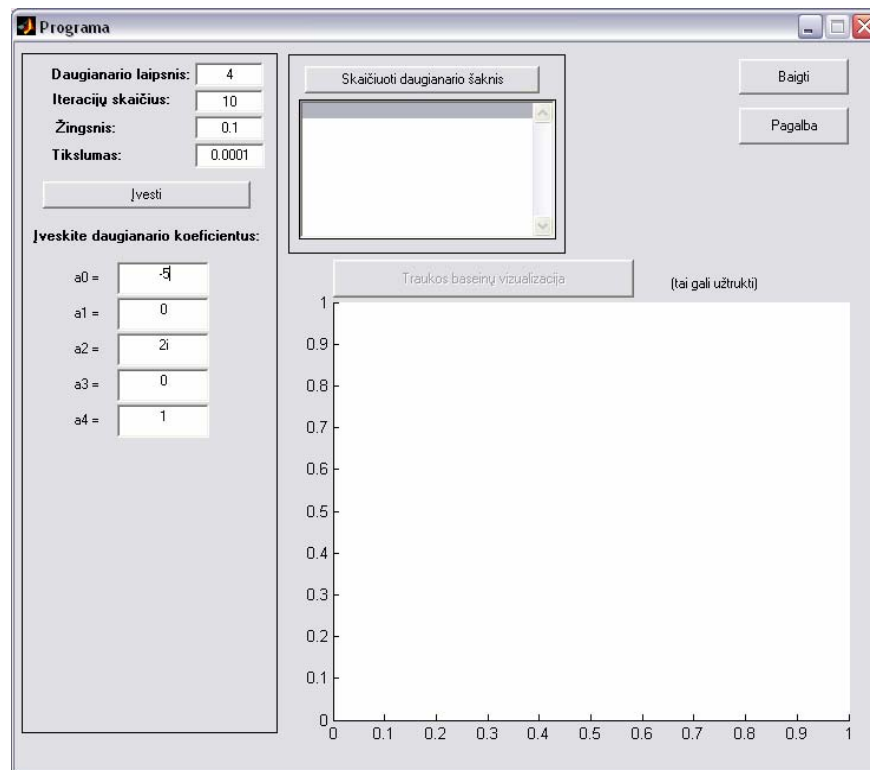 Programa
Daugianario laipsnis: 4
Iteracijų skaičius: 10
Žingsnis: 0.1
Tikslumas: 0.0001
Įvesti
Įveskite daugianario koeficientus:
a0 = -5
a1 = 0
a2 = 2i
a3 = 0
a4 = 1
Skaičiuoti daugianario šaknis
Baigti
Pagalba
Traukos baseinų vizualizacija
(tai gali užtrukti)
1
0.9
0.8
0.7
0.6
0.5
0.4
0.3
0.2
0.1
0
0 0.1 0.2 0.3 0.4 0.5 0.6 0.7 0.8 0.9 1